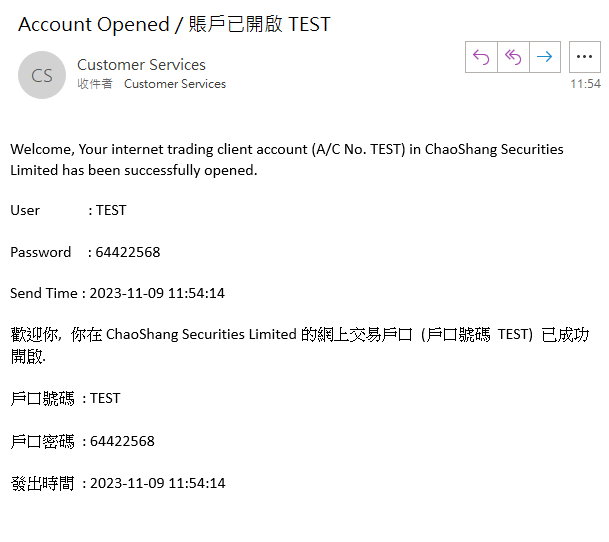 Account Opened / 賬戶已開啟 TEST
CS
Customer Services
收件者 Customer Services
11:54
Welcome, Your internet trading client account (A/C No. TEST) in ChaoShang Securities
Limited has been successfully opened.
User : TEST
Password : 64422568
Send Time : 2023-11-09 11:54:14
歡迎你, 你在 ChaoShang Securities Limited 的網上交易戶口 (戶口號碼 TEST) 已成功
開啟.
戶口號碼 : TEST
戶口密碼 : 64422568
發出時間 : 2023-11-09 11:54:14